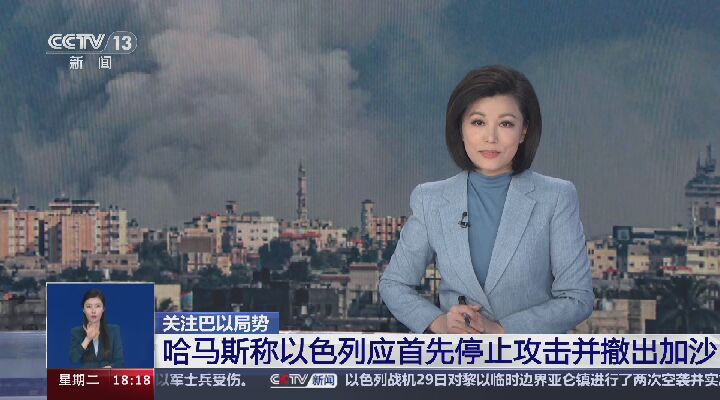 CCTV 13
新闻
关注巴以局势
哈马斯称以色列应首先停止攻击并撤出加沙
星期二 18:18 以军士兵受伤。 CCTV新闻 以色列战机29日对黎以临时边界亚仑镇进行了两次空袭并实